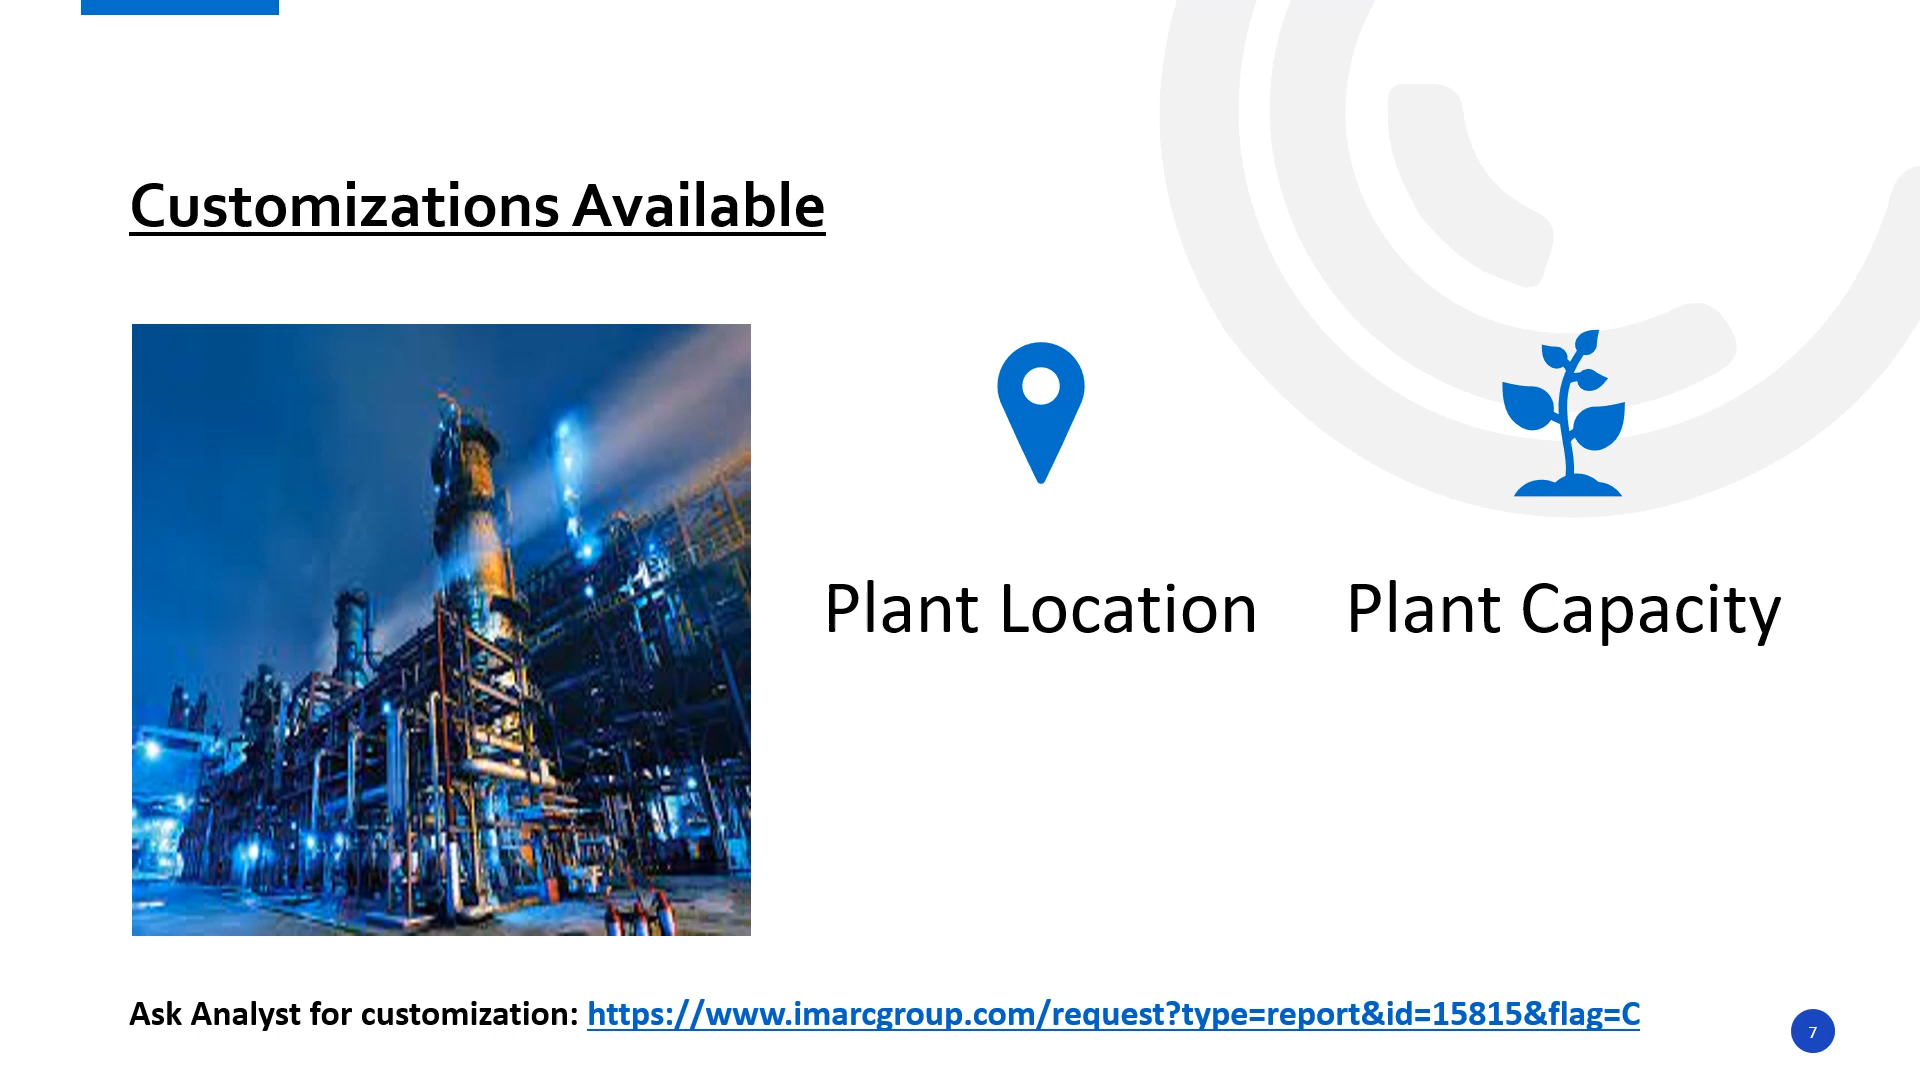 Customizations Available
Plant Location
Plant Capacity
Ask Analyst for customization: https://www.imarcgroup.com/request?type=report&id=15815&flag=C
7